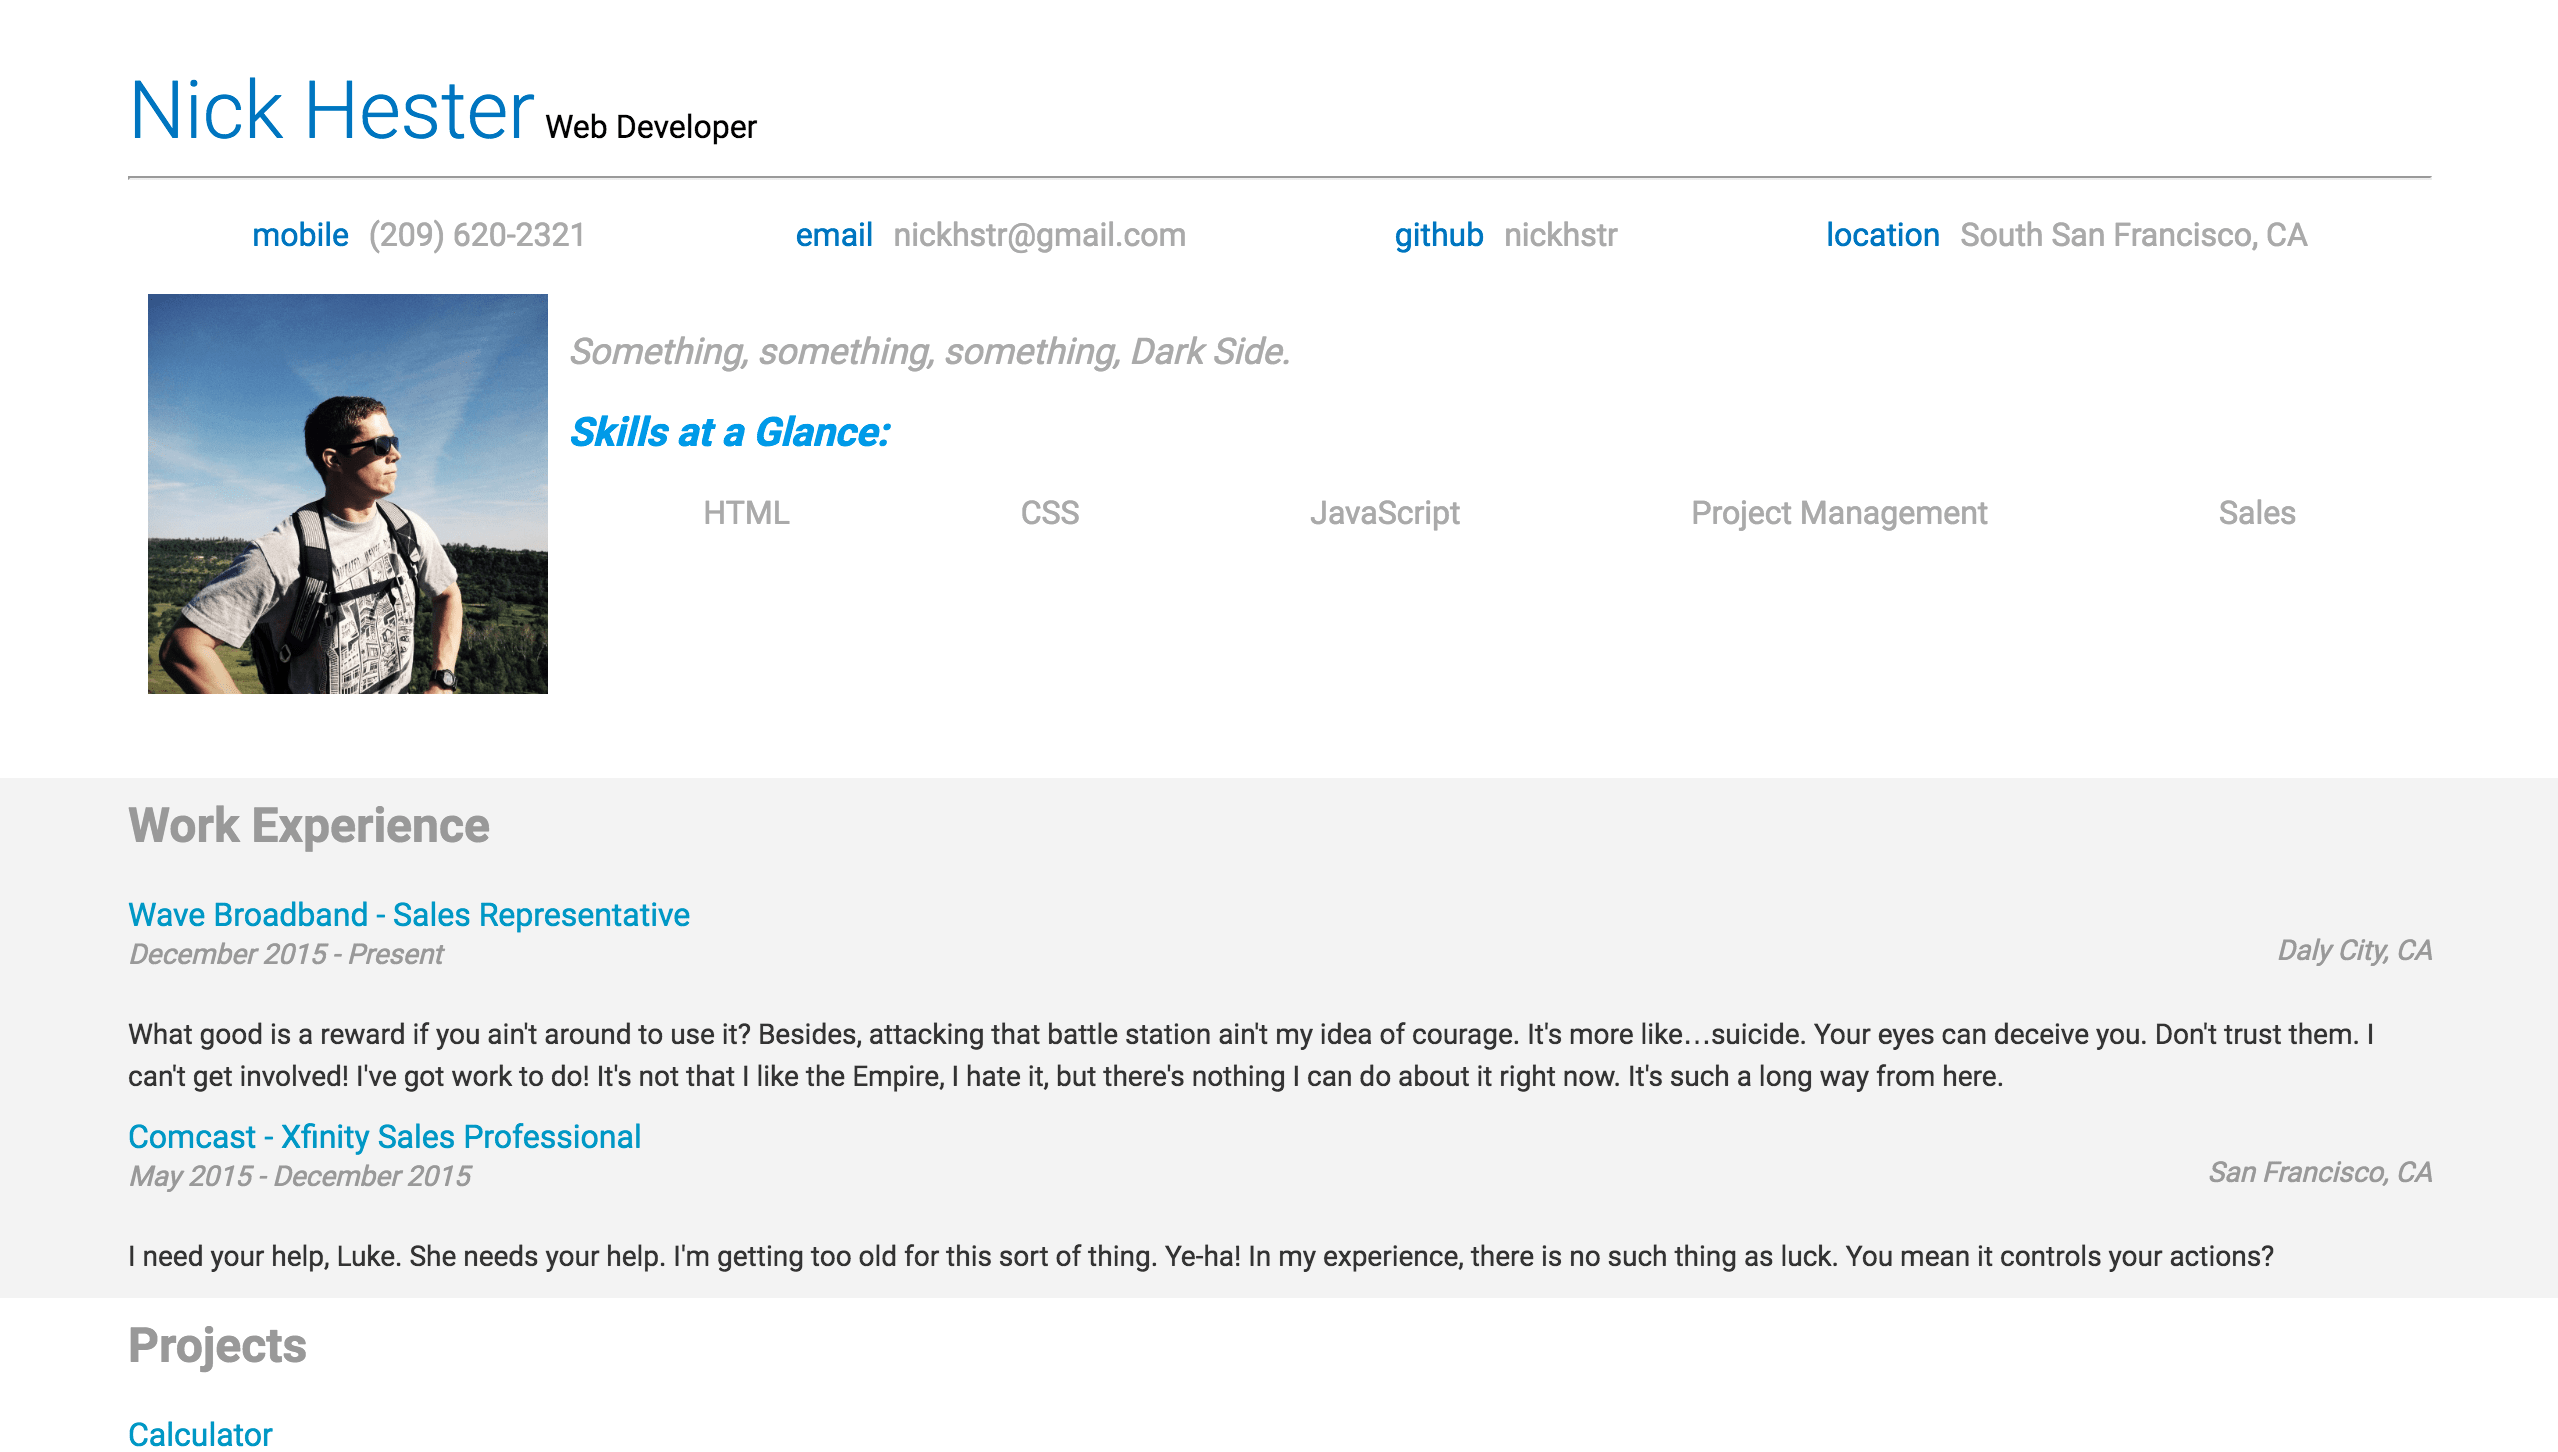 Nick Hester Web Developer
mobile (209) 620-2321 email nickhstr@gmail.com github nickhstr location South San Francisco, CA
Something, something, something, Dark Side.
Skills at a Glance:
HTML CSS JavaScript Project Management Sales
Work Experience
Wave Broadband - Sales Representative
December 2015 - Present Daly City, CA
What good is a reward if you ain't around to use it? Besides, attacking that battle station ain't my idea of courage. It's more like…suicide. Your eyes can deceive you. Don't trust them. I
can't get involved! I've got work to do! It's not that I like the Empire, I hate it, but there's nothing I can do about it right now. It's such a long way from here.
Comcast - Xfinity Sales Professional
May 2015 - December 2015 San Francisco, CA
I need your help, Luke. She needs your help. I'm getting too old for this sort of thing. Ye-ha! In my experience, there is no such thing as luck. You mean it controls your actions?
Projects
Calculator